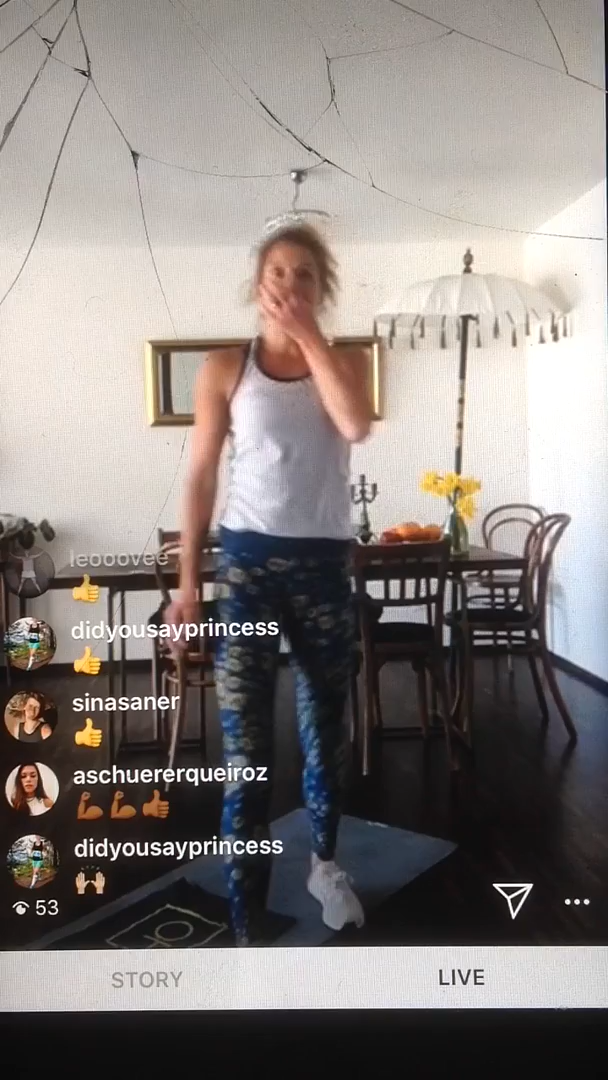 leooovee
👍
didyousayprincess
👍
sinasaner
👍
aschuererqueiroz
💪🏽💪🏽👍🏽
didyousayprincess
🙌🏼
53
STORY
LIVE